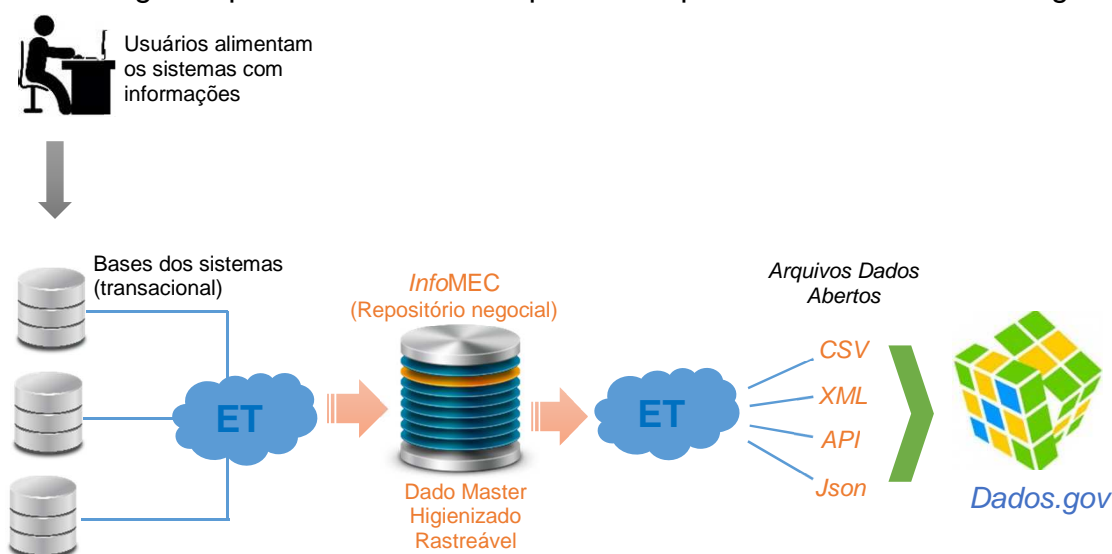 Usuários alimentam
os sistemas com
informações
Bases dos sistemas
(transacional)
InfoMEC
(Repositório negocial)
Arquivos Dados
Abertos
ET
ET
CSV
XML
API
Json
Dado Master
Higienizado
Rastreável
Dados.gov